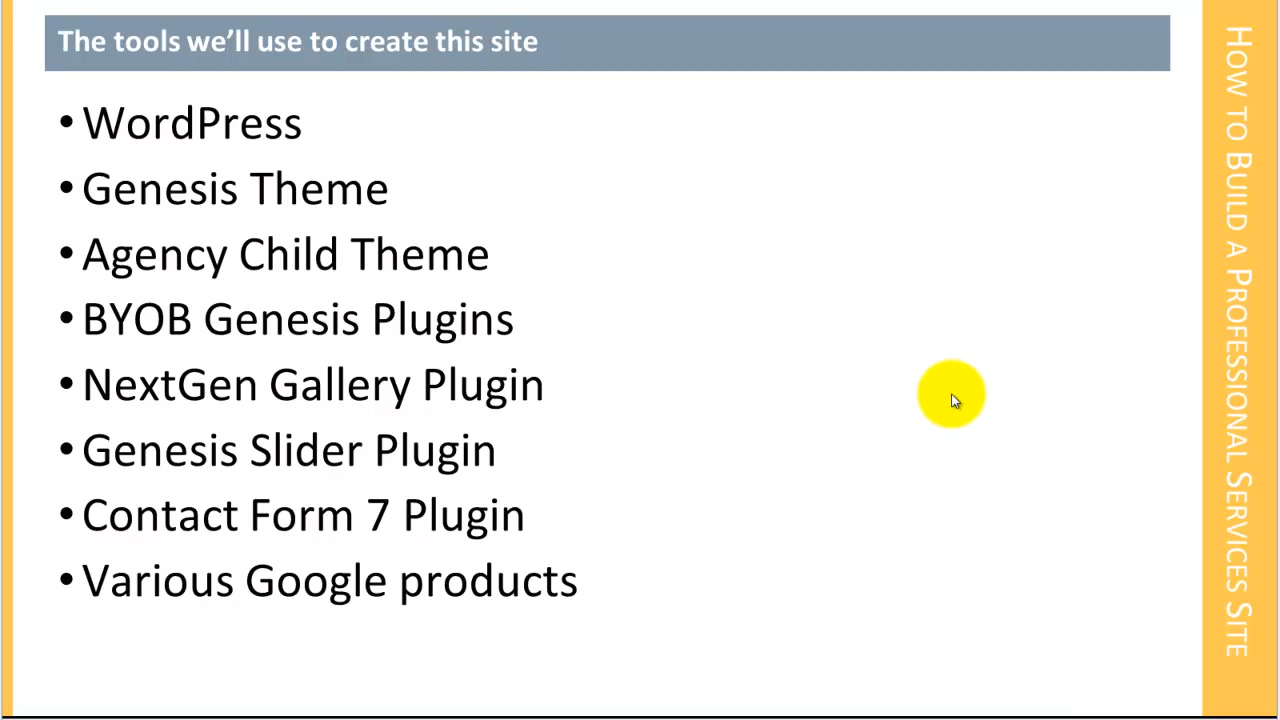 The tools we’ll use to create this site
• WordPress
• Genesis Theme
• Agency Child Theme
• BYOB Genesis Plugins
• NextGen Gallery Plugin
• Genesis Slider Plugin
• Contact Form 7 Plugin
• Various Google products
How to Build a Professional Services Site